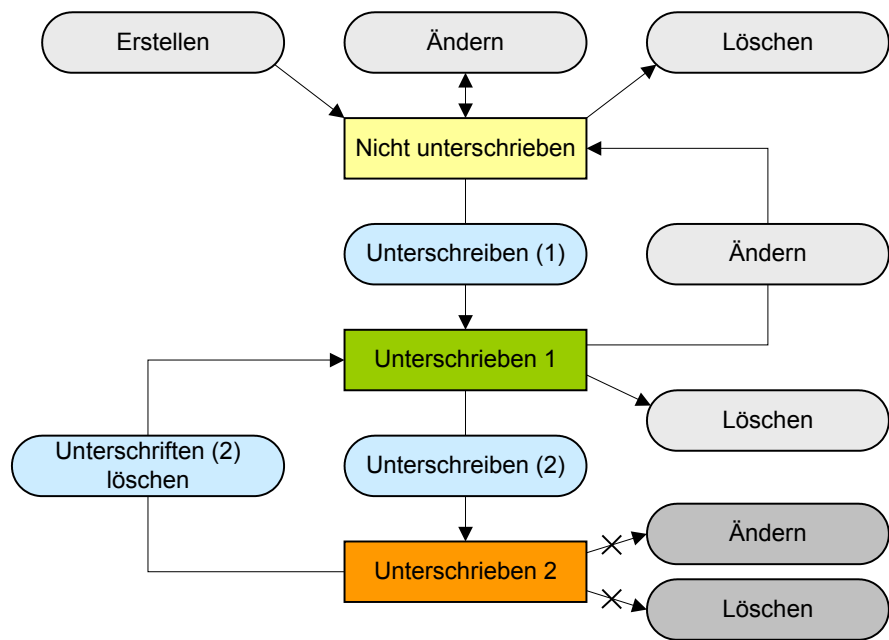 Erstellen
Ändern
Löschen
Nicht unterschrieben
Unterschreiben (1)
Ändern
Unterschrieben 1
Löschen
Unterschriften (2)
löschen
Unterschreiben (2)
Ändern
Unterschrieben 2
Löschen